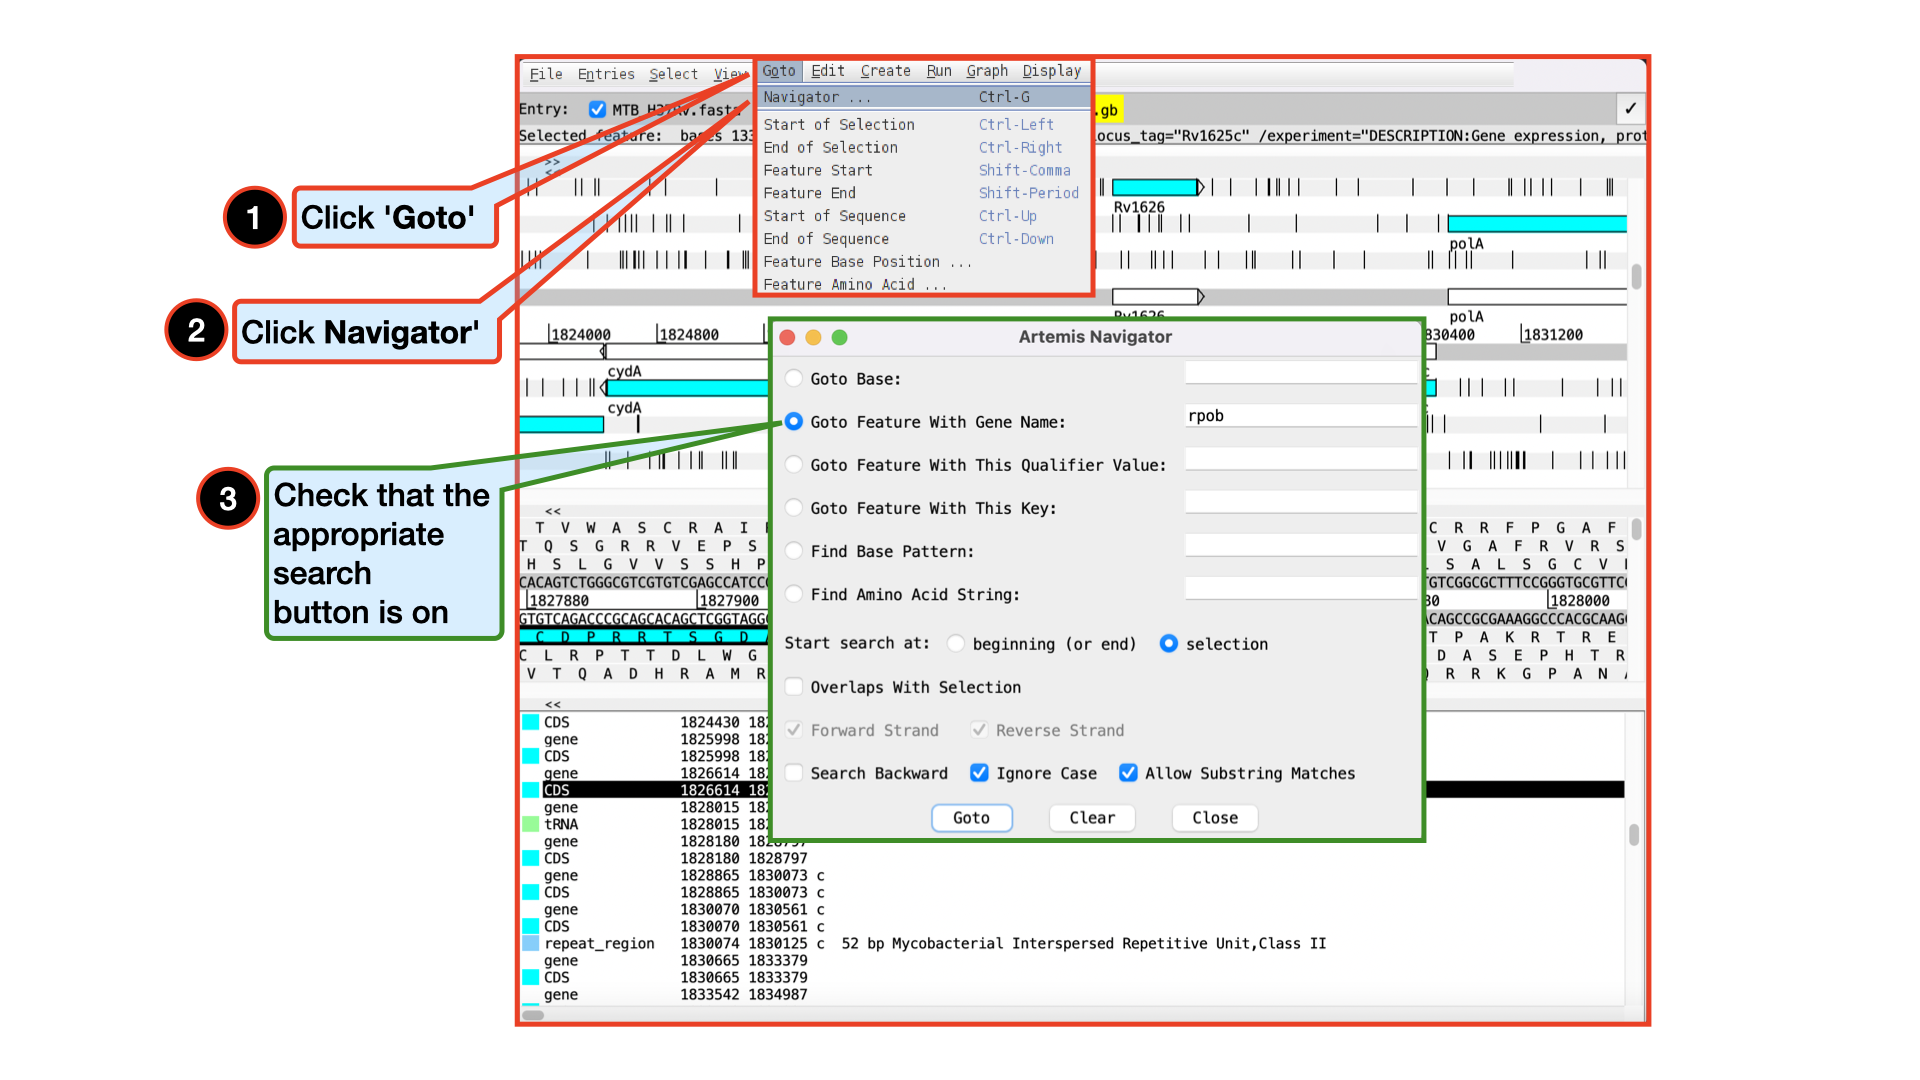 File Entries Select View
Goto Edit Create Run Graph Display
Navigator ... Ctrl-G
Start of Selection Ctrl-Left
End of Selection Ctrl-Right
Feature Start Shift-Comma
Feature End Shift-Period
Start of Sequence Ctrl-Up
End of Sequence Ctrl-Down
Feature Base Position ...
Feature Amino Acid ...
Entry: MTB H37Rv.fasta .gb
Selected feature: bases 133 locus_tag="Rv1625c" /experiment="DESCRIPTION:Gene expression, prot
>>
<<
1 Click 'Goto'
2 Click Navigator'
3 Check that the
appropriate
search
button is on
Rv1626
polA
polA
Rv1626
1824000 1824800 830400 1831200
cydA
cydA
Artemis Navigator
Goto Base:
Goto Feature With Gene Name: rpob
Goto Feature With This Qualifier Value:
Goto Feature With This Key:
Find Base Pattern:
Find Amino Acid String:
Start search at: beginning (or end) selection
Overlaps With Selection
Forward Strand Reverse Strand
Search Backward Ignore Case Allow Substring Matches
Goto Clear Close
<<
T V W A S C R A I C R R F P G A F
T Q S G R R V E P S V G A F R V R S
H S L G V V S S H P S A L S G C V
CACAGTCTGGGCGTCGTGTCGAGCCATCC TGTCGGCGCTTTCCGGGTGCGTTC
1827880 1827900 80 1828000
GTGTCAGACCCGCAGCACAGCTCGGTAGG ACAGCCGCGAAAGGCCCACGCAAG
C D P R R T S G D T P A K R T R E
C L R P T T D L W G D A S E P H T R
V T Q A D H R A M R R R K G P A N
<<
CDS 1824430 182
gene 1825998 182
CDS 1825998 182
gene 1826614 182
CDS 1826614 182
gene 1828015 182
tRNA 1828015 182
gene 1828180 1828797
CDS 1828180 1828797
gene 1828865 1830073 c
CDS 1828865 1830073 c
gene 1830070 1830561 c
CDS 1830070 1830561 c
repeat_region 1830074 1830125 c 52 bp Mycobacterial Interspersed Repetitive Unit,Class II
gene 1830665 1833379
CDS 1830665 1833379
gene 1833542 1834987